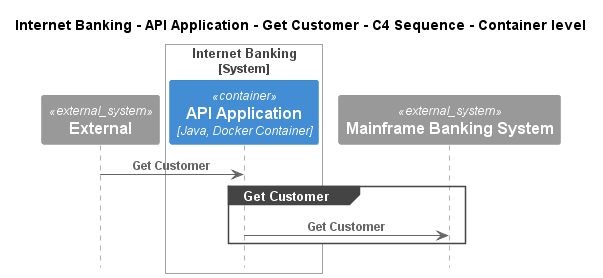 Internet Banking - API Application - Get Customer - C4 Sequence - Container level
Internet Banking
[System]
«external_system»
External
«container»
API Application
[Java, Docker Container]
«external_system»
Mainframe Banking System
Get Customer
Get Customer
Get Customer